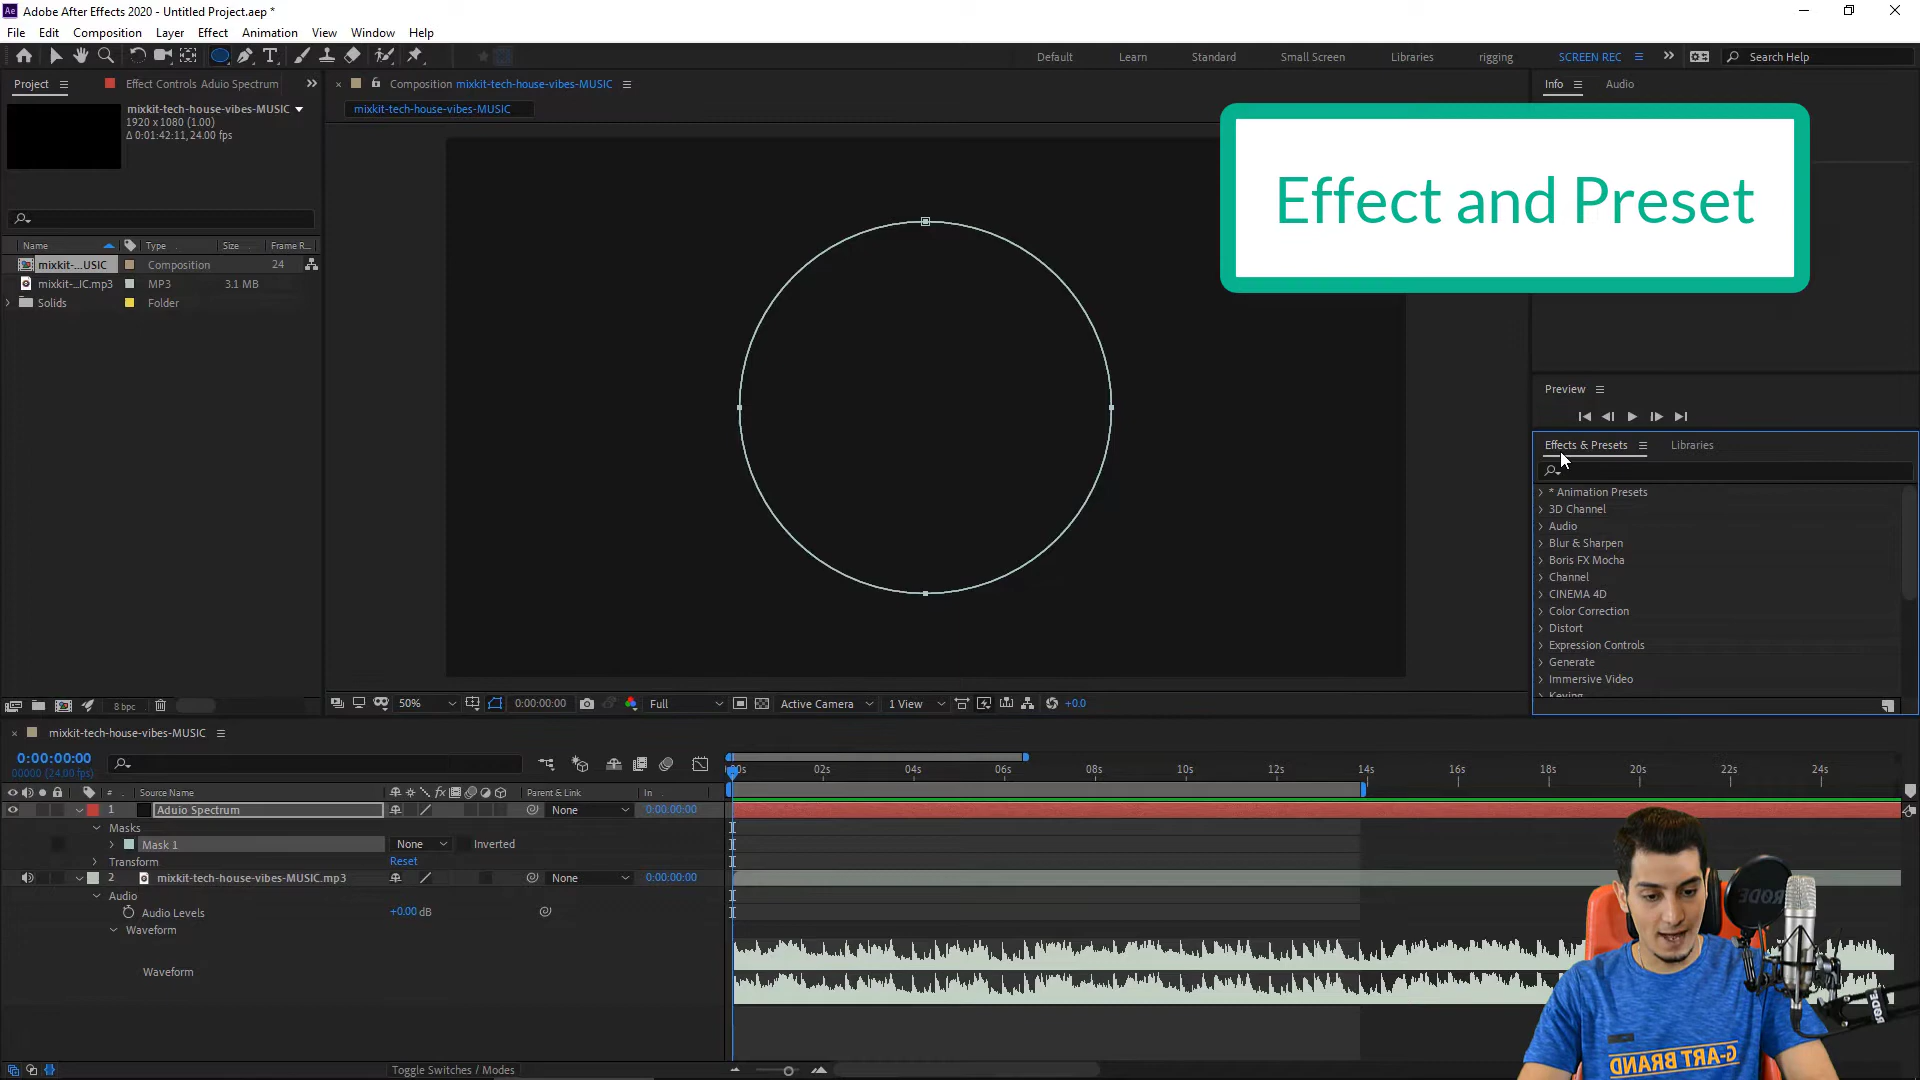 Ae Adobe After Effects 2020 - Untitled Project.aep *
File Edit Composition Layer Effect Animation View Window Help
Default Learn Standard Small Screen Libraries rigging SCREEN REC Search Help
Project Effect Controls Aduio Spectrum
Composition mixkit-tech-house-vibes-MUSIC
Info Audio
mixkit-tech-house-vibes-MUSIC
1920 x 1080 (1.00)
Δ 0:01:42:11, 24.00 fps
mixkit-tech-house-vibes-MUSIC
Effect and Preset
Name Type Size Frame R...
mixkit-...USIC Composition 24
mixkit-..IC.mp3 MP3 3.1 MB
Solids Folder
Preview
Effects & Presets Libraries
* Animation Presets
3D Channel
Audio
Blur & Sharpen
Boris FX Mocha
Channel
CINEMA 4D
Color Correction
Distort
Expression Controls
Generate
Immersive Video
Keying
8 bpc
50% 0:00:00:00 Full Active Camera 1 View +0.0
mixkit-tech-house-vibes-MUSIC
0:00:00:00
00000 (24.00 fps)
:00s 02s 04s 06s 08s 10s 12s 14s 16s 18s 20s 22s 24s
# Source Name fx Parent & Link In
1 Aduio Spectrum None 0:00:00:00
Masks
Mask 1 None Inverted
Transform Reset
2 mixkit-tech-house-vibes-MUSIC.mp3 None 0:00:00:00
Audio
Audio Levels +0.00 dB
Waveform
Waveform
Toggle Switches / Modes
RØDE
RØDE
G-ART BRAND